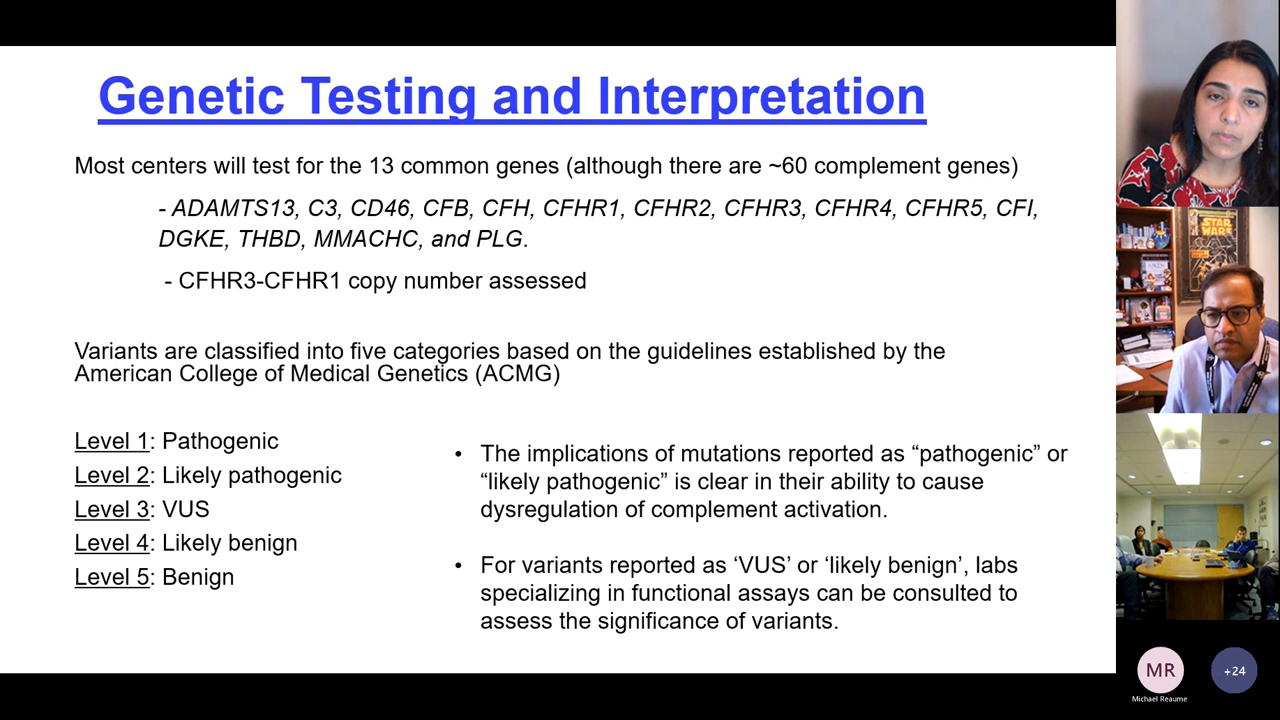 Genetic Testing and Interpretation
Most centers will test for the 13 common genes (although there are ~60 complement genes)
- ADAMTS13, C3, CD46, CFB, CFH, CFHR1, CFHR2, CFHR3, CFHR4, CFHR5, CFI,
DGKE, THBD, MMACHC, and PLG.
- CFHR3-CFHR1 copy number assessed
Variants are classified into five categories based on the guidelines established by the
American College of Medical Genetics (ACMG)
Level 1: Pathogenic
Level 2: Likely pathogenic
Level 3: VUS
Level 4: Likely benign
Level 5: Benign
• The implications of mutations reported as “pathogenic” or
“likely pathogenic” is clear in their ability to cause
dysregulation of complement activation.
• For variants reported as ‘VUS’ or ‘likely benign’, labs
specializing in functional assays can be consulted to
assess the significance of variants.
STAR
WARS
MR
+24
Michael Reaume